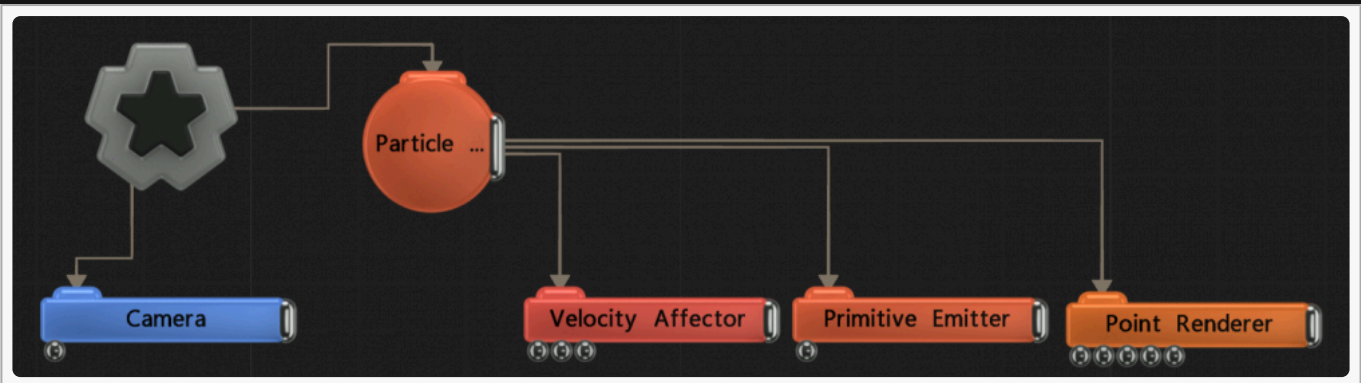 Particle ...
Camera
Velocity Affector
Primitive Emitter
Point Renderer